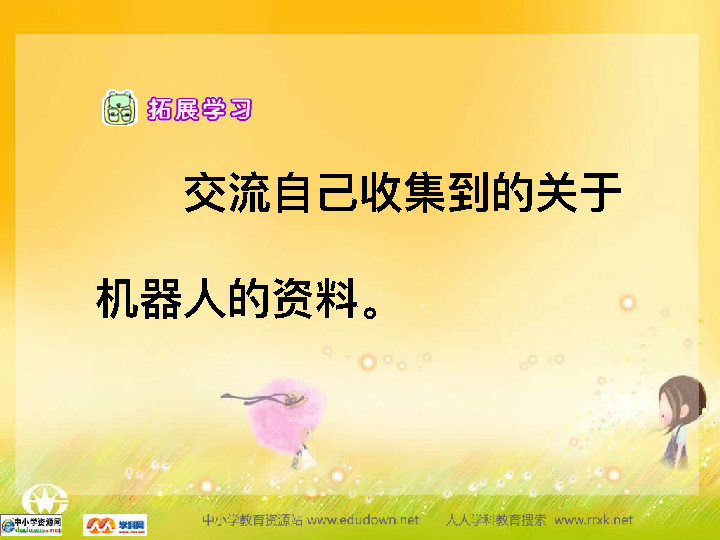 拓展学习
交流自己收集到的关于
机器人的资料。
中小学资源网
学科网
中小学教育资源站 www.edudown.net 人人学科教育搜索 www.rrxk.net